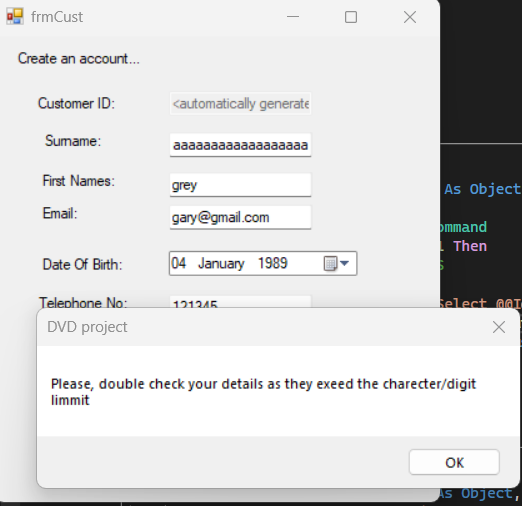 frmCust
Create an account...
Customer ID: <automatically generate
Surname: aaaaaaaaaaaaaaaaaa
First Names: grey
Email: gary@gmail.com
Date Of Birth: 04 January 1989
Telephone No: 121345
As Object
ommand
1 Then
S
Select @@I
DVD project
Please, double check your details as they exeed the charecter/digit
limmit
OK
As Object,